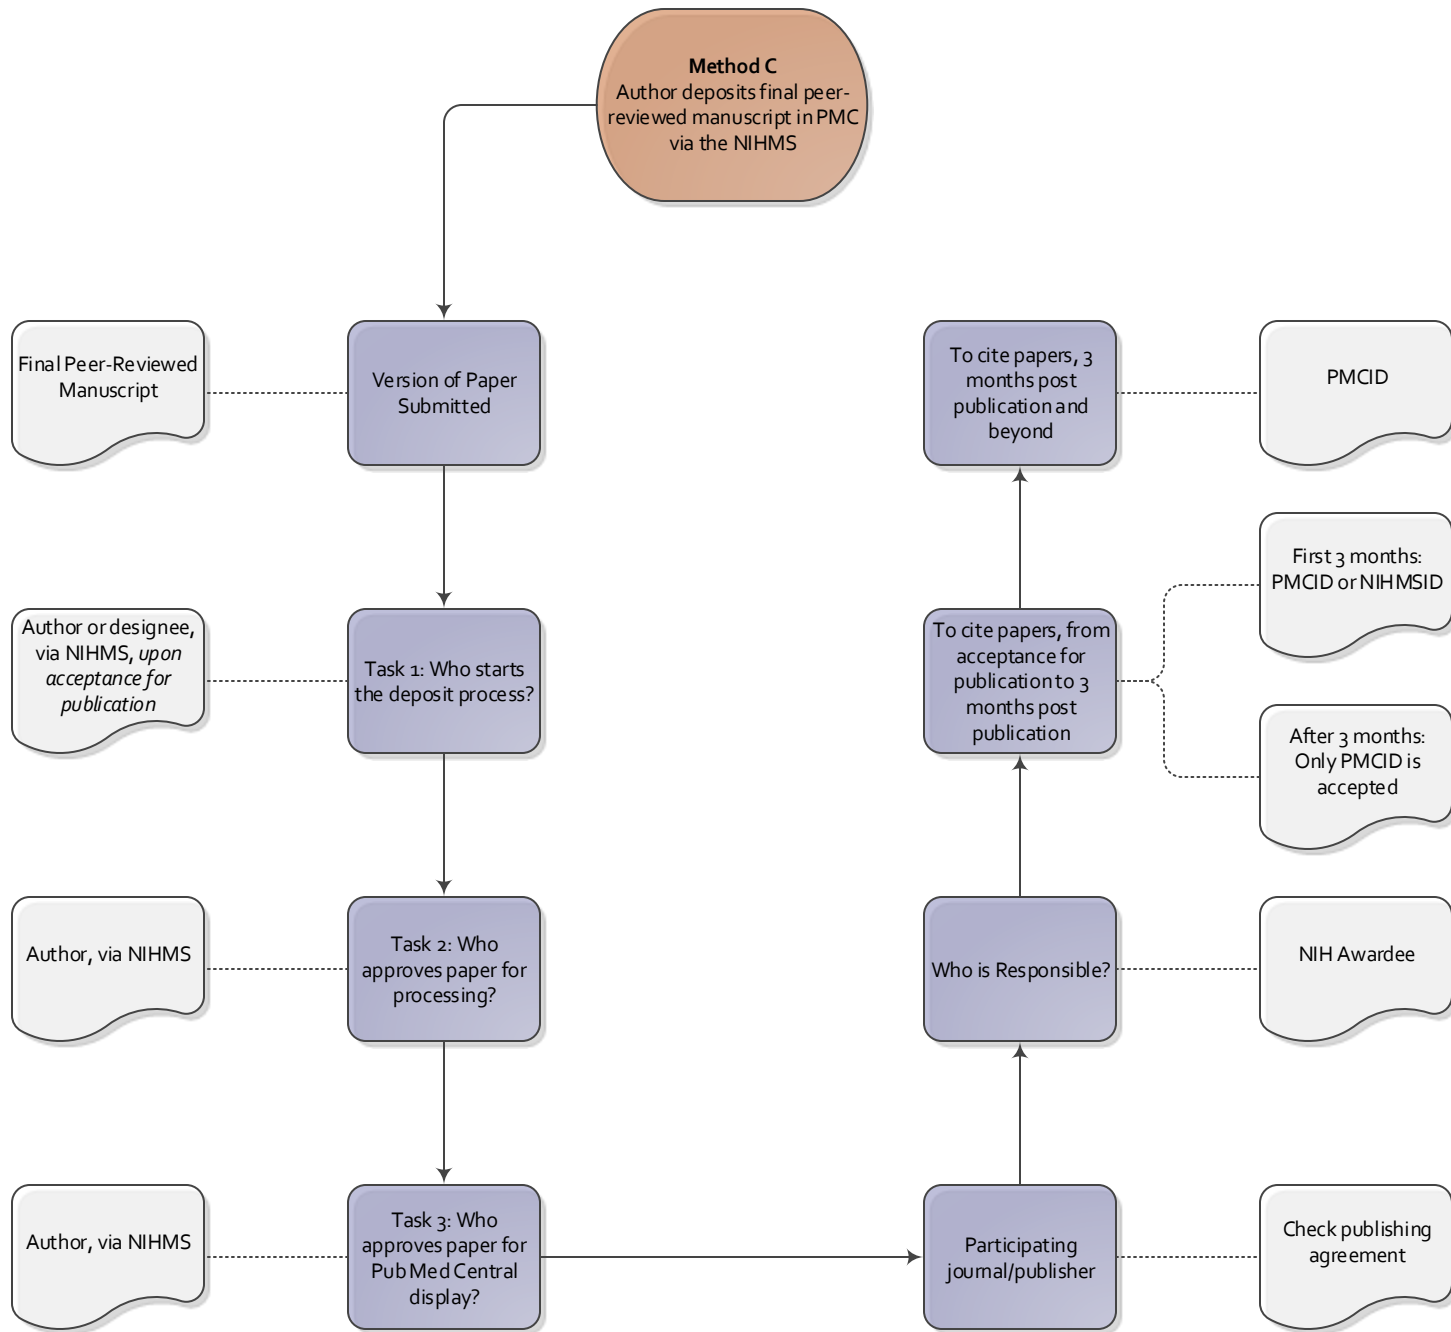 Method C
Author deposits final peer-
reviewed manuscript in PMC
via the NIHMS
Final Peer-Reviewed
Manuscript
Version of Paper
Submitted
Author or designee,
via NIHMS, upon
acceptance for
publication
Task 1: Who starts
the deposit process?
Author, via NIHMS
Task 2: Who
approves paper for
processing?
Author, via NIHMS
Task 3: Who
approves paper for
PubMed Central
display?
Participating
journal/publisher
Check publishing
agreement
Who is Responsible?
NIH Awardee
To cite papers, from
acceptance for
publication to 3
months post
publication
First 3 months:
PMCID or NIHMSID
After 3 months:
Only PMCID is
accepted
To cite papers, 3
months post
publication and
beyond
PMCID